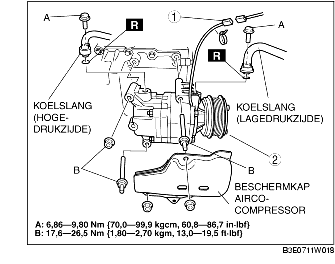 A
R
1
A
R
KOELSLANG
(HOGE-
DRUKZIJDE)
KOELSLANG
(LAGEDRUKZIJDE)
2
B
B
BESCHERMKAP
AIRCO-
COMPRESSOR
A: 6,86—9,80 Nm {70,0—99,9 kgcm, 60,8—86,7 in-lbf}
B: 17,6—26,5 Nm {1,80—2,70 kgm, 13,0—19,5 ft-lbf}
B3E0711W018